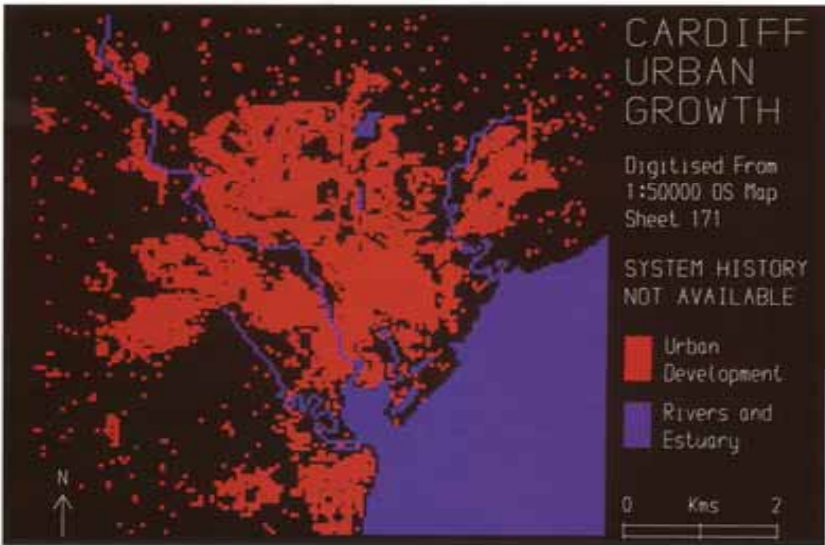 CARDIFF
URBAN
GROWTH
Digitised From
1:50000 OS Map
Sheet 171
SYSTEM HISTORY
NOT AVAILABLE
Urban
Development
Rivers and
Estuary
N
0 Kms 2